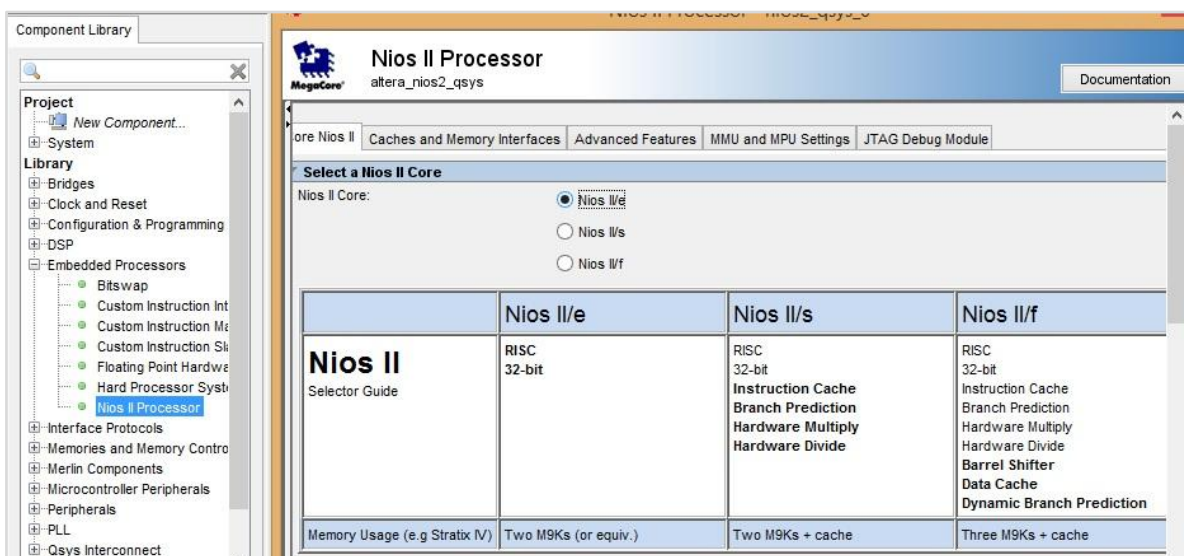 Component Library
Project
New Component...
System
Library
Bridges
Clock and Reset
Configuration & Programming
DSP
Embedded Processors
Bitswap
Custom Instruction Int
Custom Instruction Ma
Custom Instruction Sla
Floating Point Hardwa
Hard Processor Syste
Nios II Processor
Interface Protocols
Memories and Memory Contro
Merlin Components
Microcontroller Peripherals
Peripherals
PLL
Qsys Interconnect
Nios II Processor - nios2_qsys_0
MegaCore'
Nios II Processor
altera_nios2_qsys
Documentation
ore Nios II Caches and Memory Interfaces Advanced Features MMU and MPU Settings JTAG Debug Module
Select a Nios II Core
Nios II Core:
Nios II/e
Nios II/s
Nios II/f
Nios II/e Nios II/s Nios II/f
Nios II
Selector Guide
RISC
32-bit
RISC
32-bit
Instruction Cache
Branch Prediction
Hardware Multiply
Hardware Divide
RISC
32-bit
Instruction Cache
Branch Prediction
Hardware Multiply
Hardware Divide
Barrel Shifter
Data Cache
Dynamic Branch Prediction
Memory Usage (e.g Stratix IV) Two M9Ks (or equiv.) Two M9Ks + cache Three M9Ks + cache